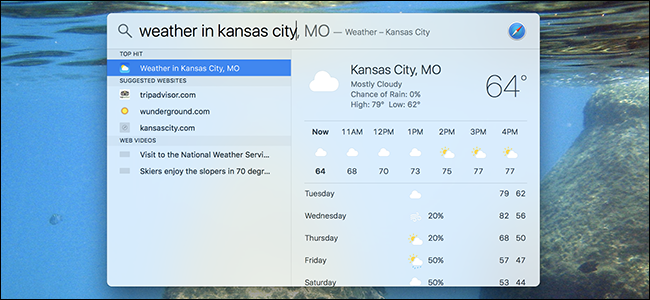 weather in kansas city, MO — Weather – Kansas City
TOP HIT
Weather in Kansas City, MO
SUGGESTED WEBSITES
tripadvisor.com
wunderground.com
kansascity.com
WEB VIDEOS
Visit to the National Weather Servi...
Skiers enjoy the slopers in 70 degr...
Kansas City, MO
Mostly Cloudy
Chance of Rain: 0%
High: 79° Low: 62°
64°
Now 11AM 12PM 1PM 2PM 3PM 4PM
64 68 70 73 75 77 77
Tuesday 79 62
Wednesday 20% 82 56
Thursday 20% 68 50
Friday 50% 57 47
Saturday 50% 53 44